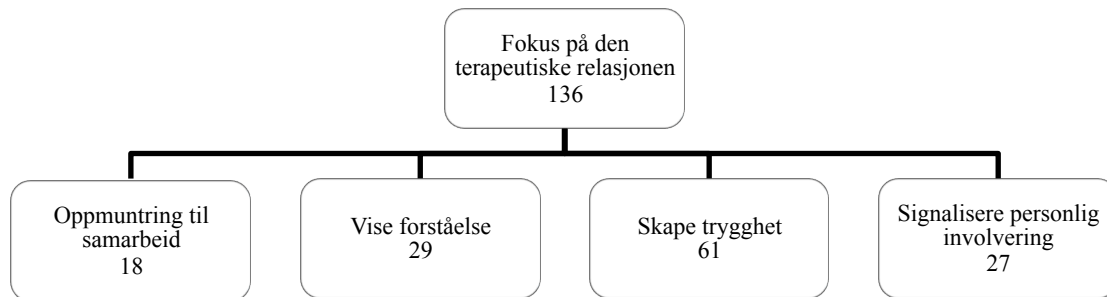 Fokus på den
terapeutiske relasjonen
136
Oppmuntring til
samarbeid
18
Vise forståelse
29
Skape trygghet
61
Signalisere personlig
involvering
27